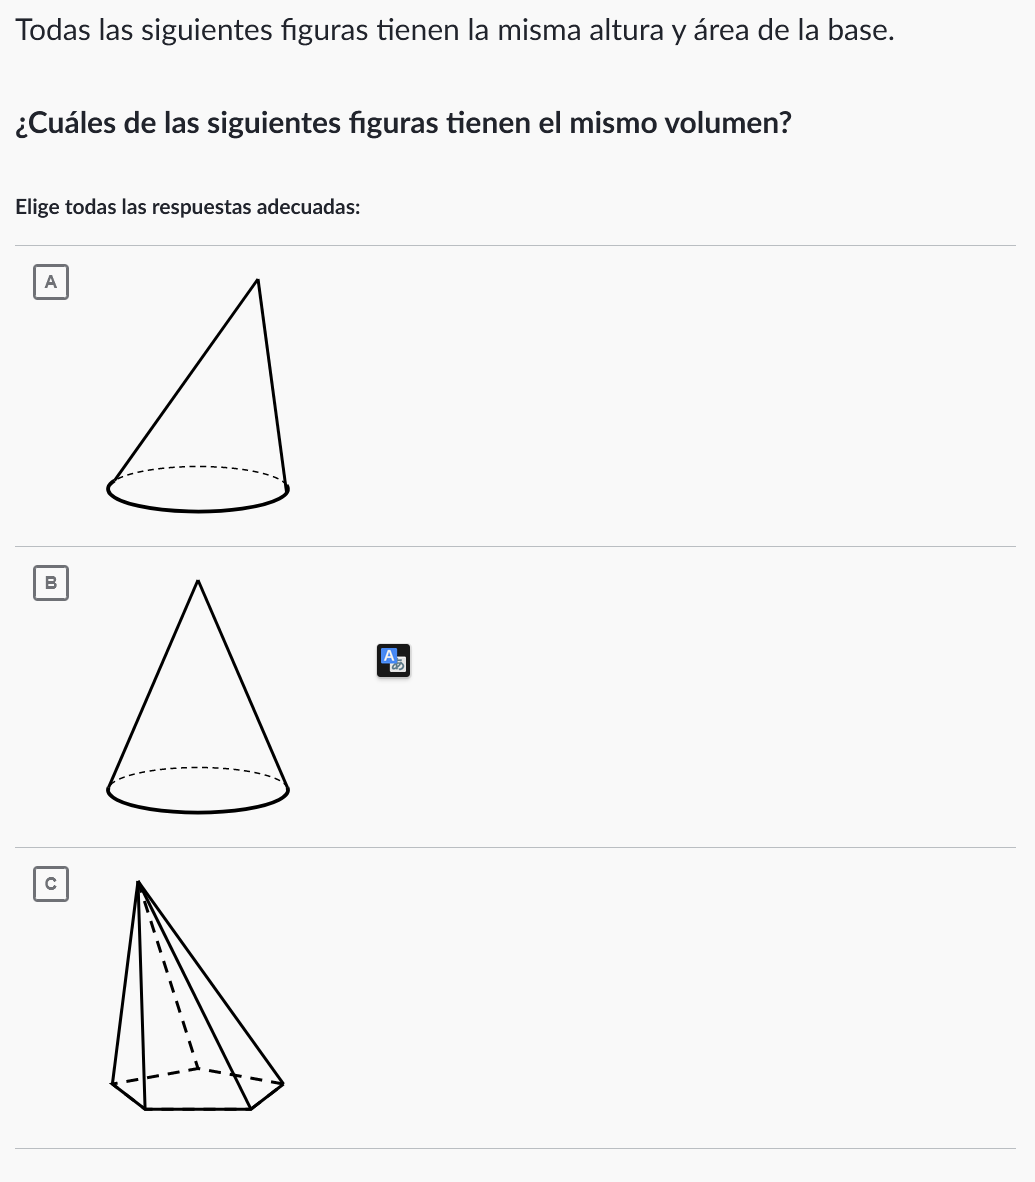 Todas las siguientes figuras tienen la misma altura y área de la base.
¿Cuáles de las siguientes figuras tienen el mismo volumen?
Elige todas las respuestas adecuadas:
A
B
A あ
C